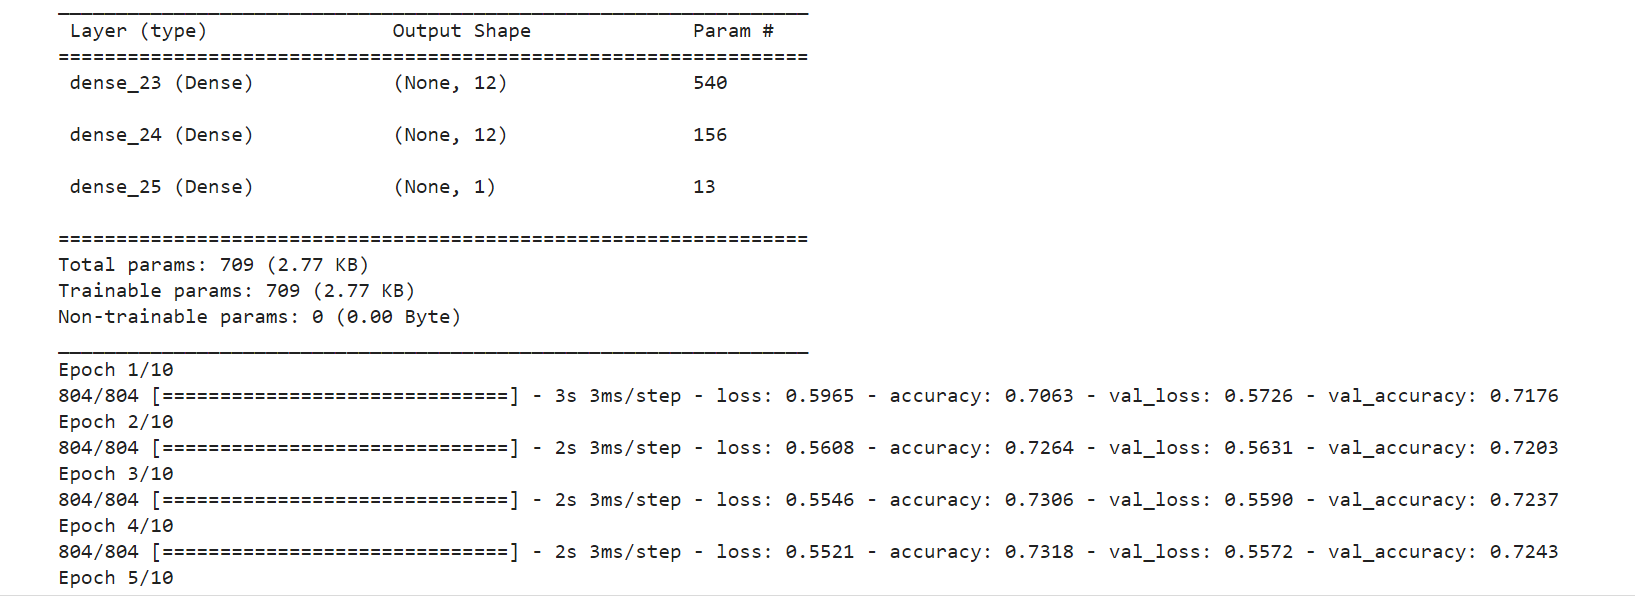 _________________________________________________________________
 Layer (type)                Output Shape              Param #
=================================================================
 dense_23 (Dense)            (None, 12)                540

 dense_24 (Dense)            (None, 12)                156

 dense_25 (Dense)            (None, 1)                 13

=================================================================
Total params: 709 (2.77 KB)
Trainable params: 709 (2.77 KB)
Non-trainable params: 0 (0.00 Byte)
_________________________________________________________________
Epoch 1/10
804/804 [==============================] - 3s 3ms/step - loss: 0.5965 - accuracy: 0.7063 - val_loss: 0.5726 - val_accuracy: 0.7176
Epoch 2/10
804/804 [==============================] - 2s 3ms/step - loss: 0.5608 - accuracy: 0.7264 - val_loss: 0.5631 - val_accuracy: 0.7203
Epoch 3/10
804/804 [==============================] - 2s 3ms/step - loss: 0.5546 - accuracy: 0.7306 - val_loss: 0.5590 - val_accuracy: 0.7237
Epoch 4/10
804/804 [==============================] - 2s 3ms/step - loss: 0.5521 - accuracy: 0.7318 - val_loss: 0.5572 - val_accuracy: 0.7243
Epoch 5/10